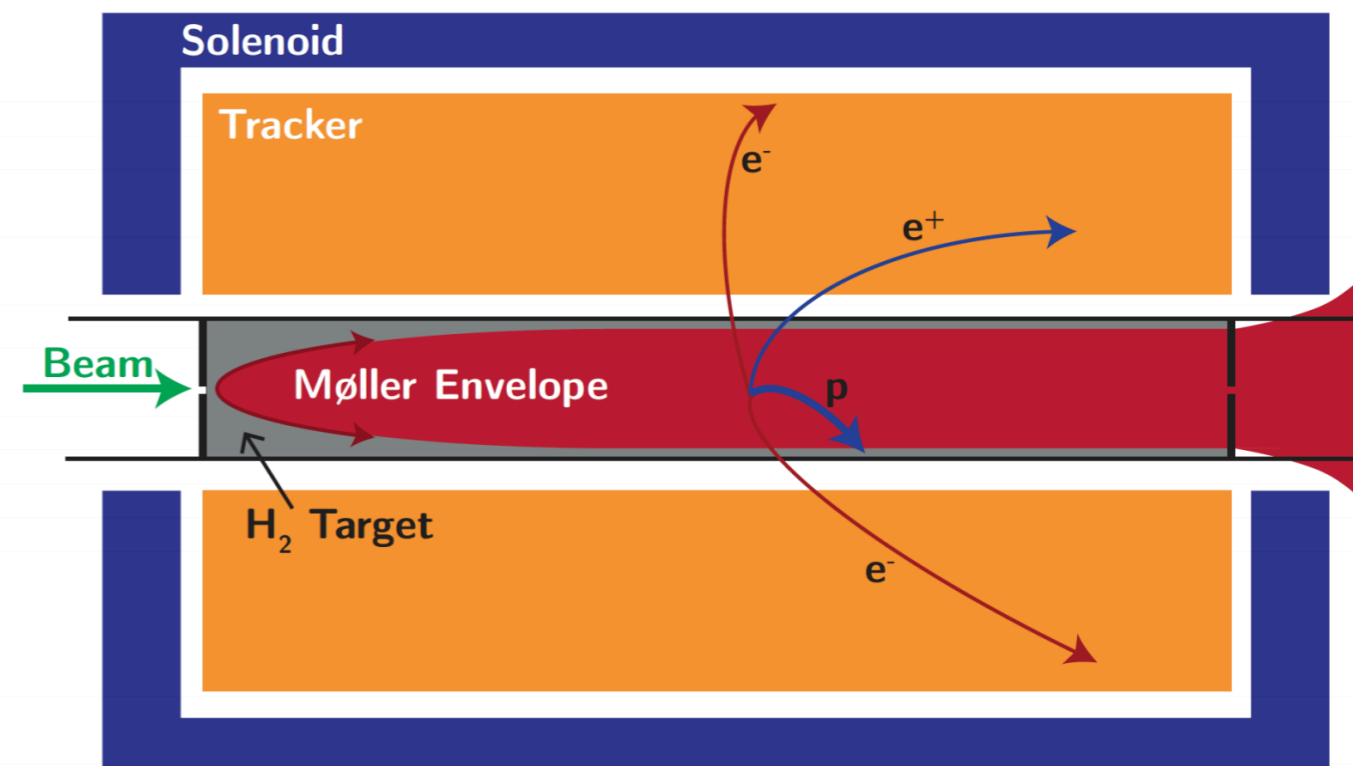 Solenoid
Tracker
e⁻
e⁺
Beam
Møller Envelope
p
H₂ Target
e⁻